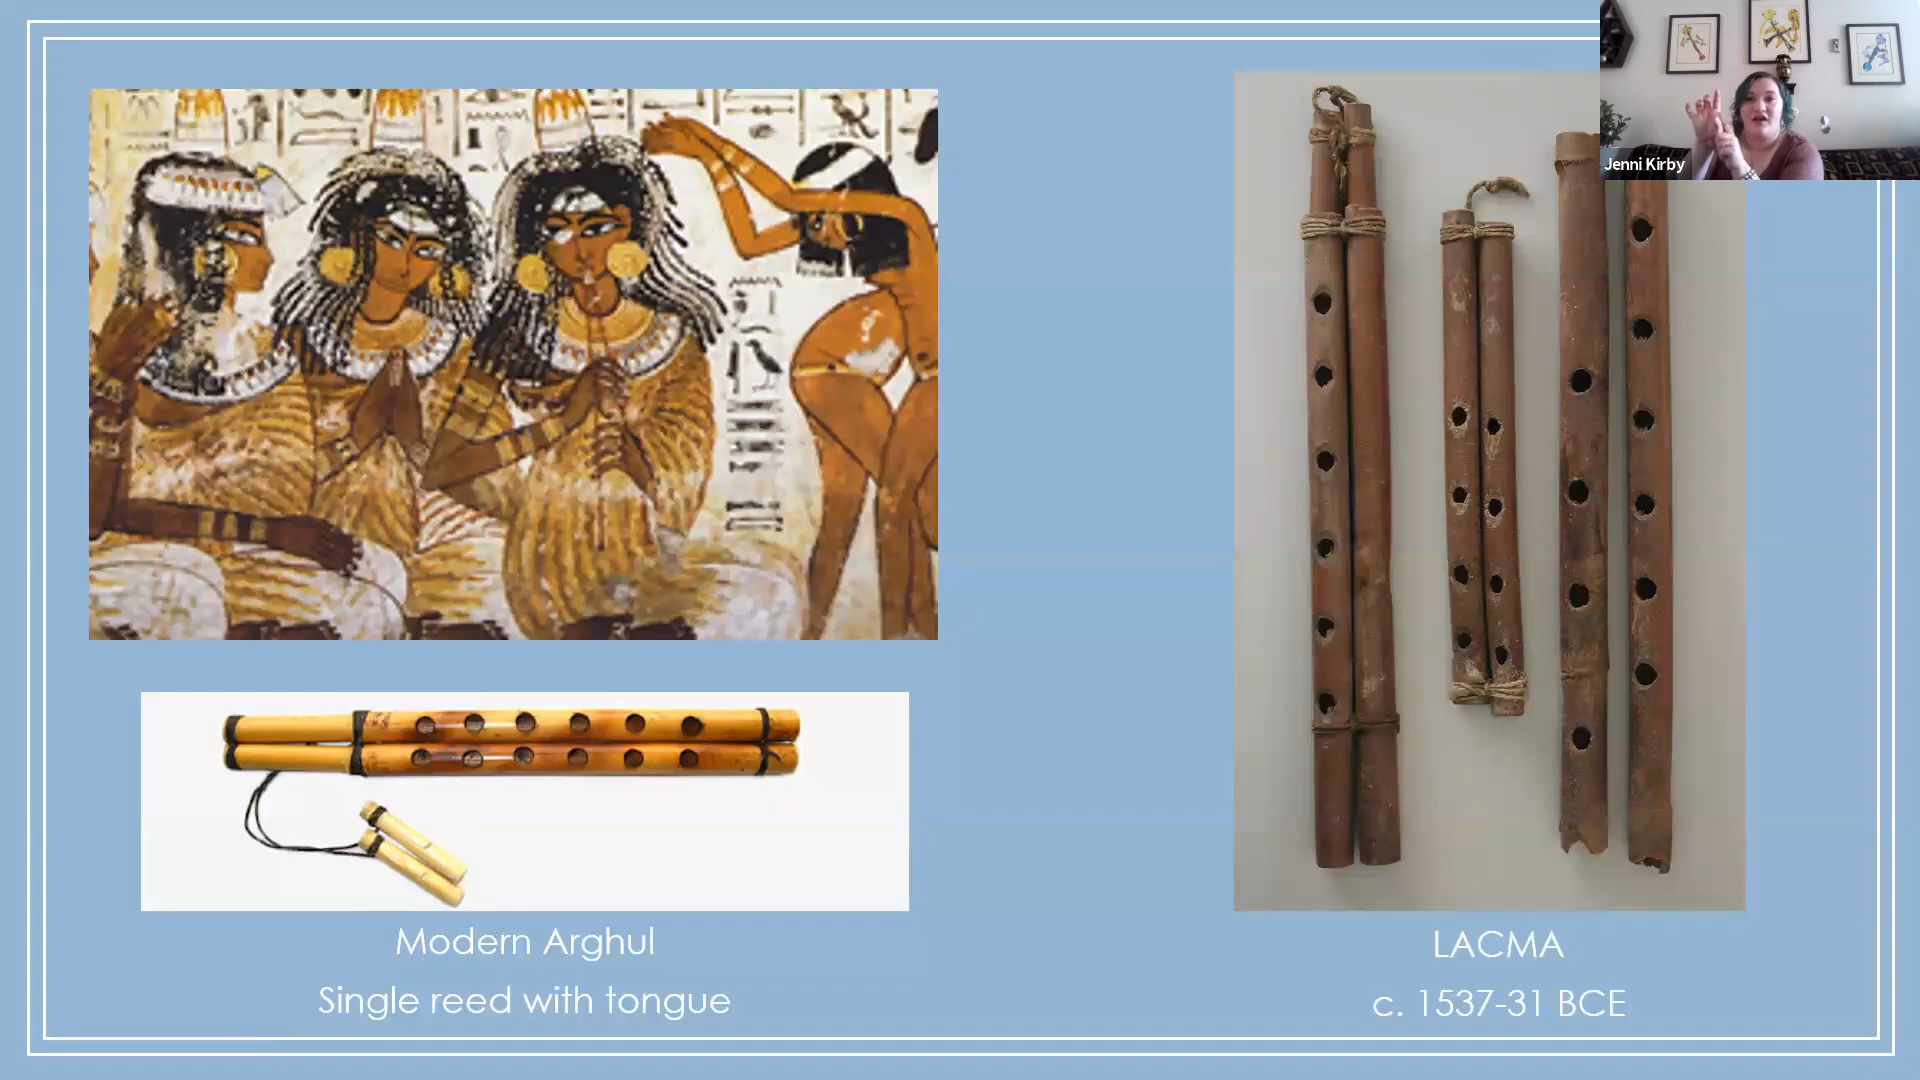 Jenni Kirby
Modern Arghul
Single reed with tongue
LACMA
c. 1537-31 BCE